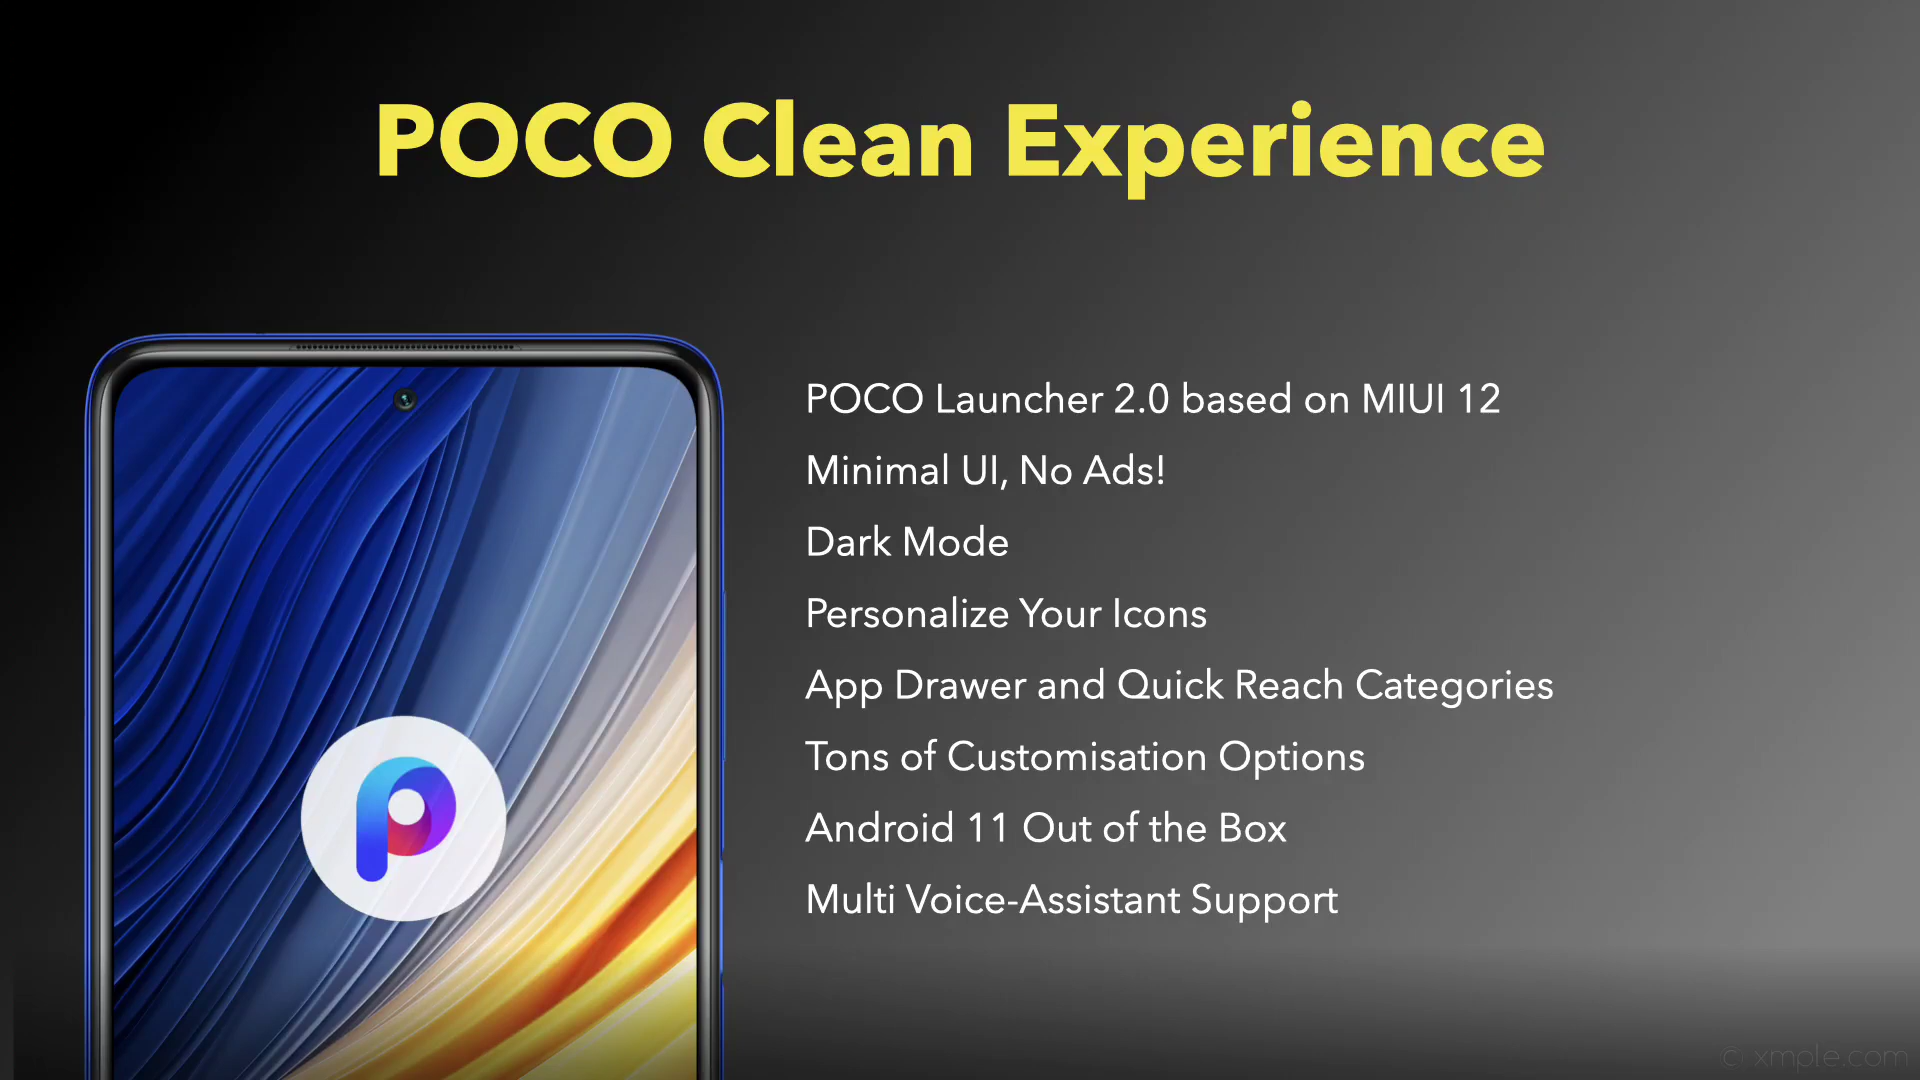 POCO Clean Experience
POCO Launcher 2.0 based on MIUI 12
Minimal UI, No Ads!
Dark Mode
Personalize Your Icons
App Drawer and Quick Reach Categories
Tons of Customisation Options
Android 11 Out of the Box
Multi Voice-Assistant Support
© xmple.com